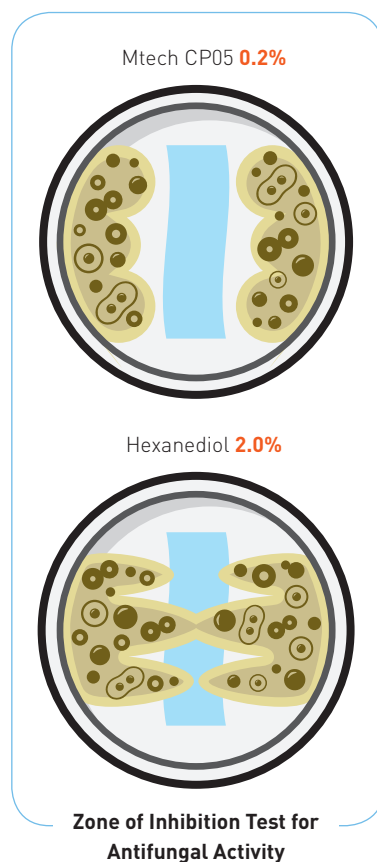 Mtech CP05 0.2%
Hexanediol 2.0%
Zone of Inhibition Test for
Antifungal Activity